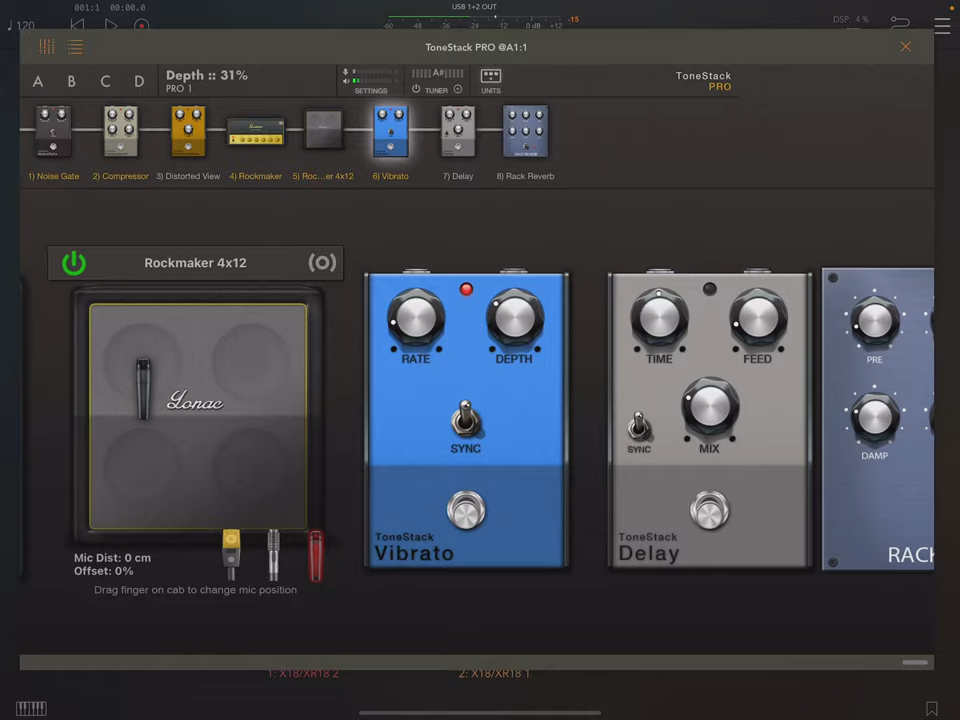 USB 1+2 OUT
001:1 00:00.0
♩120
-60 -48 -36 -24 -12 0 dB +12 -15
DSP: 4 %
ToneStack PRO @A1:1
A B C D
Depth :: 31%
PRO 1
SETTINGS
A#
TUNER
UNITS
ToneStack
PRO
1) Noise Gate 2) Compressor 3) Distorted View 4) Rockmaker 5) Roc...er 4x12 6) Vibrato 7) Delay 8) Rack Reverb
Rockmaker 4x12
RATE DEPTH
TIME FEED
PRE
Yonac
SYNC
SYNC MIX
DAMP
ToneStack
Vibrato
ToneStack
Delay
RACK
Mic Dist: 0 cm
Offset: 0%
Drag finger on cab to change mic position
1: X18/XR18 2 2: X18/XR18 1